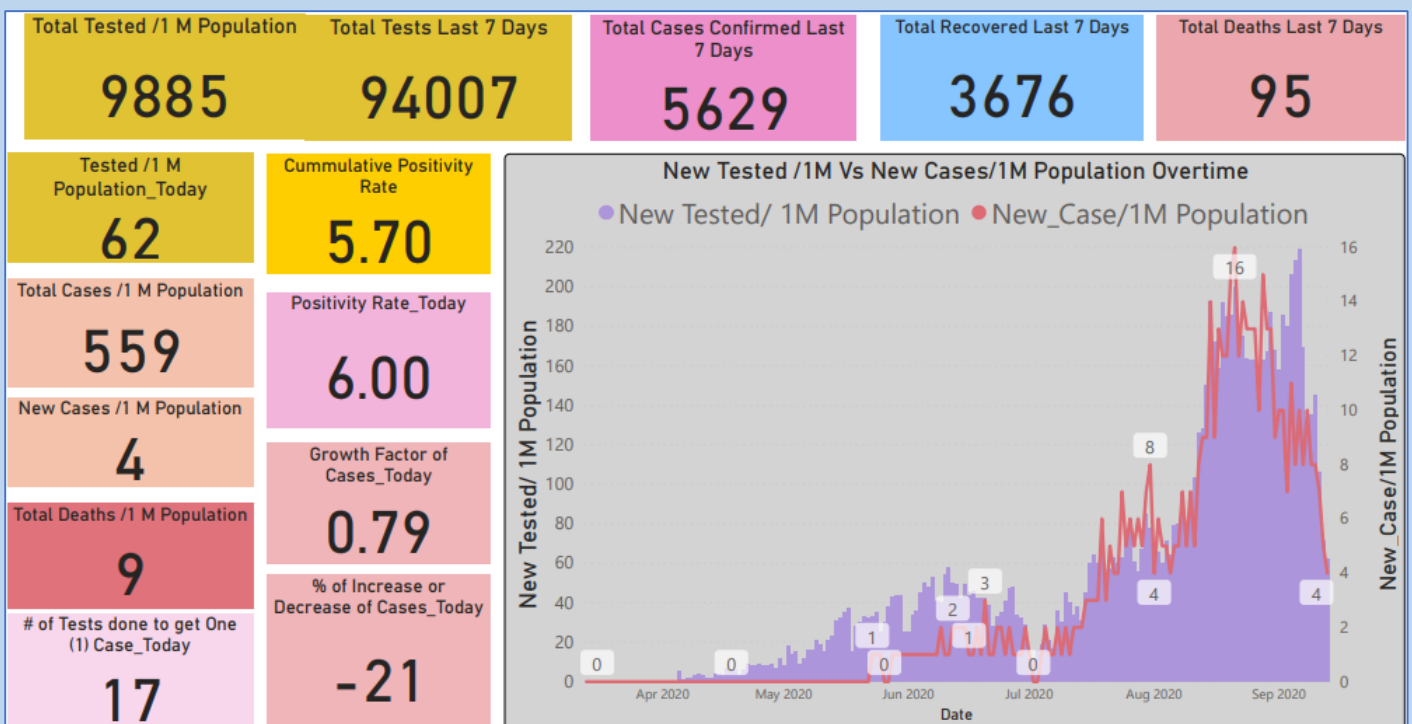 Total Tested /1 M Population
9885
Total Tests Last 7 Days
94007
Total Cases Confirmed Last
7 Days
5629
Total Recovered Last 7 Days
3676
Total Deaths Last 7 Days
95
Tested /1 M
Population_Today
62
Cummulative Positivity
Rate
5.70
Total Cases /1 M Population
559
Positivity Rate_Today
6.00
New Cases /1 M Population
4
Growth Factor of
Cases_Today
0.79
Total Deaths /1 M Population
9
% of Increase or
Decrease of Cases_Today
-21
# of Tests done to get One
(1) Case_Today
17
New Tested /1M Vs New Cases/1M Population Overtime
New Tested/ 1M Population
New_Case/1M Population
New Tested/ 1M Population
220
200
180
160
140
120
100
80
60
40
20
0
0
0
1
0
2
1
3
0
8
4
16
4
16
14
12
10
8
6
4
2
0
New_Case/1M Population
Apr 2020
May 2020
Jun 2020
Jul 2020
Aug 2020
Sep 2020
Date